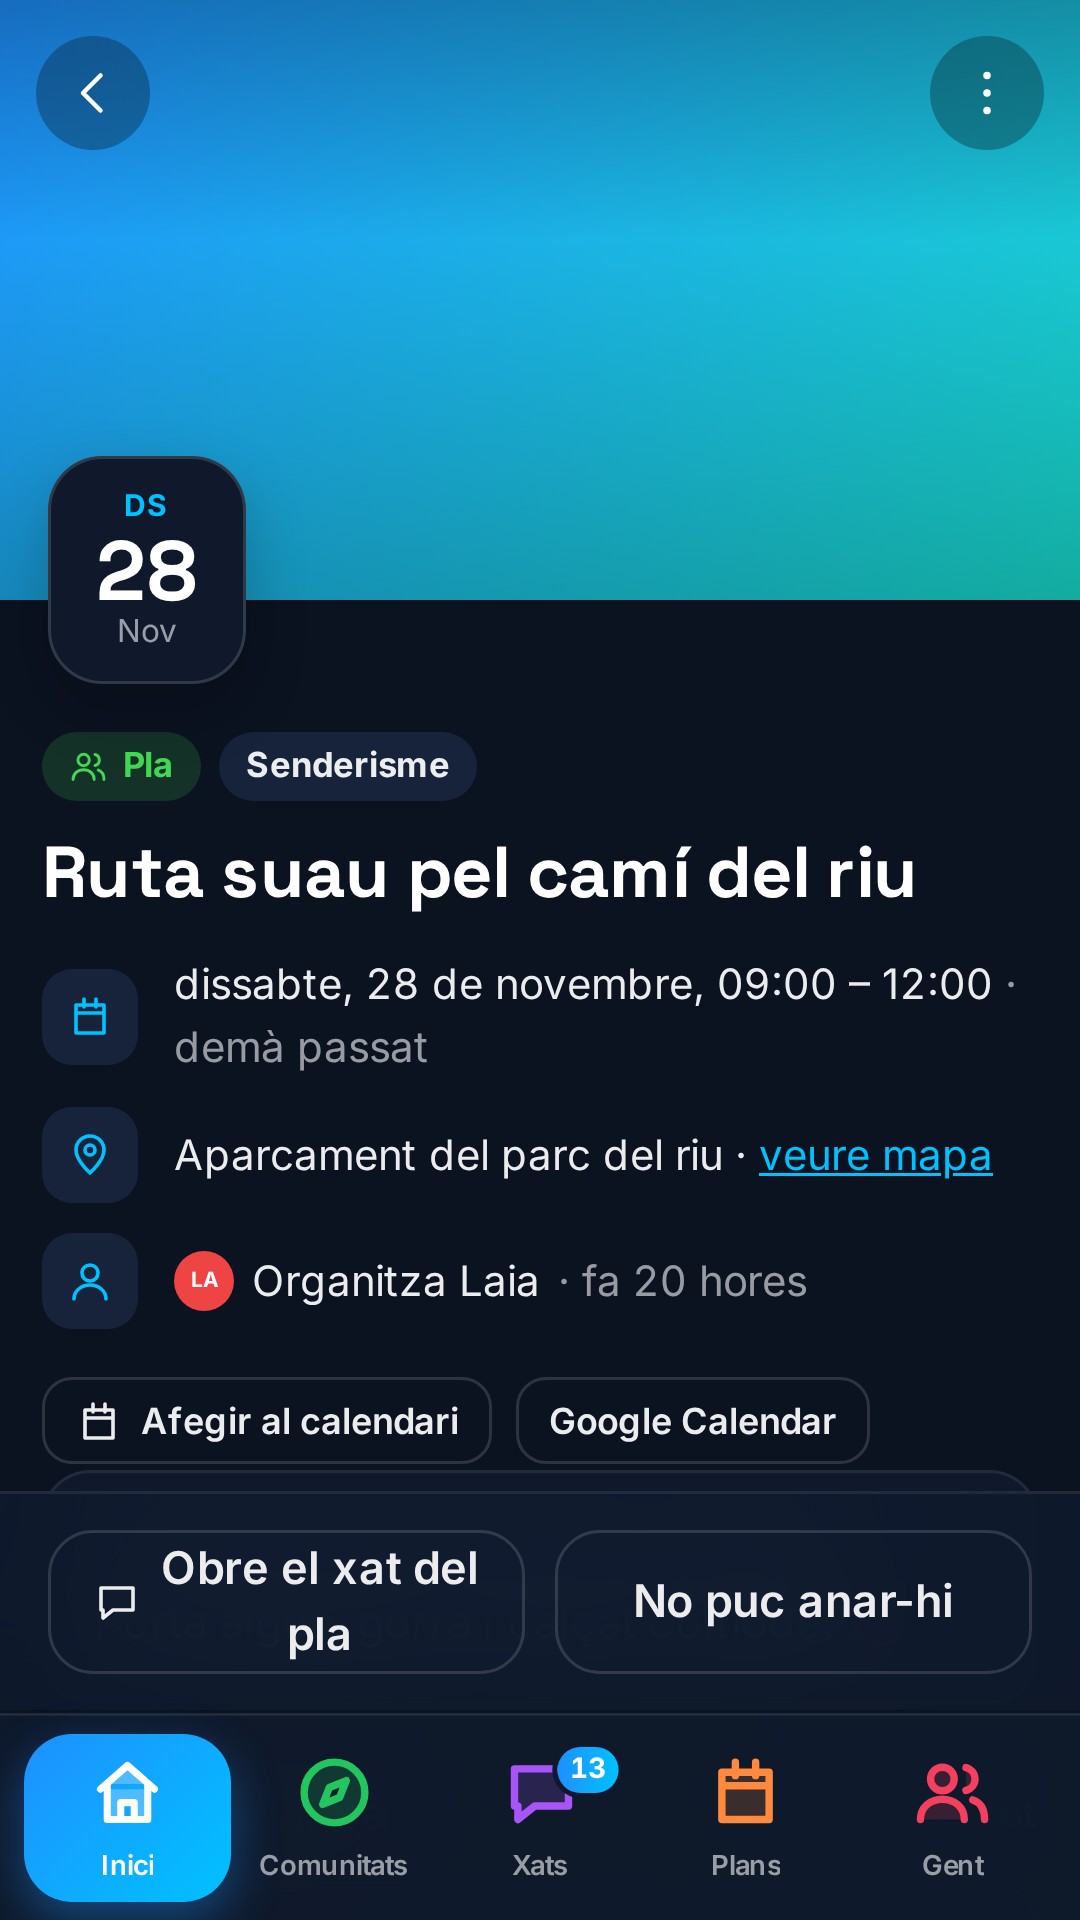 DS
28
Nov
Pla
Senderisme
Ruta suau pel camí del riu
dissabte, 28 de novembre, 09:00 – 12:00 ·
demà passat
Aparcament del parc del riu · veure mapa
LA Organitza Laia · fa 20 hores
Afegir al calendari
Google Calendar
Obre el xat del
pla
No puc anar-hi
13
Inici
Comunitats
Xats
Plans
Gent